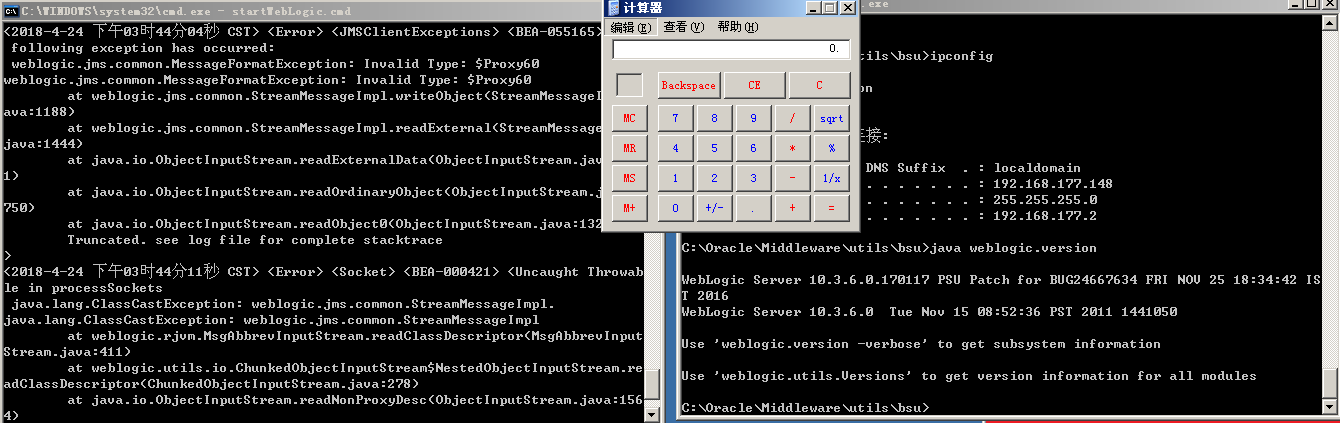 C:\WINDOWS\system32\cmd.exe - startWebLogic.cmd
<2018-4-24 下午03时44分04秒 CST> <Error> <JMSClientExceptions> <BEA-055165>
following exception has occurred:
weblogic.jms.common.MessageFormatException: Invalid Type: $Proxy60
weblogic.jms.common.MessageFormatException: Invalid Type: $Proxy60
at weblogic.jms.common.StreamMessageImpl.writeObject(StreamMessageI
ava:1188)
at weblogic.jms.common.StreamMessageImpl.readExternal(StreamMessage
java:1444)
at java.io.ObjectInputStream.readExternalData(ObjectInputStream.jav
1)
at java.io.ObjectInputStream.readOrdinaryObject(ObjectInputStream.j
750)
at java.io.ObjectInputStream.readObject0(ObjectInputStream.java:132
Truncated. see log file for complete stacktrace
>
<2018-4-24 下午03时44分11秒 CST> <Error> <Socket> <BEA-000421> <Uncaught Throwab
le in processSockets
java.lang.ClassCastException: weblogic.jms.common.StreamMessageImpl.
java.lang.ClassCastException: weblogic.jms.common.StreamMessageImpl
at weblogic.rjvm.MsgAbbrevInputStream.readClassDescriptor(MsgAbbrevInput
Stream.java:411)
at weblogic.utils.io.ChunkedObjectInputStream$NestedObjectInputStream.re
adClassDescriptor(ChunkedObjectInputStream.java:278)
at java.io.ObjectInputStream.readNonProxyDesc(ObjectInputStream.java:156
4)
计算器
编辑(E) 查看(V) 帮助(H)
0.
Backspace CE C
MC 7 8 9 / sqrt
MR 4 5 6 * %
MS 1 2 3 - 1/x
M+ 0 +/- . + =
.exe
tils\bsu>ipconfig
on
连接:
DNS Suffix . : localdomain
. . . . . . . : 192.168.177.148
. . . . . . . : 255.255.255.0
. . . . . . . : 192.168.177.2
C:\Oracle\Middleware\utils\bsu>java weblogic.version
WebLogic Server 10.3.6.0.170117 PSU Patch for BUG24667634 FRI NOV 25 18:34:42 IS
T 2016
WebLogic Server 10.3.6.0 Tue Nov 15 08:52:36 PST 2011 1441050
Use 'weblogic.version -verbose' to get subsystem information
Use 'weblogic.utils.Versions' to get version information for all modules
C:\Oracle\Middleware\utils\bsu>